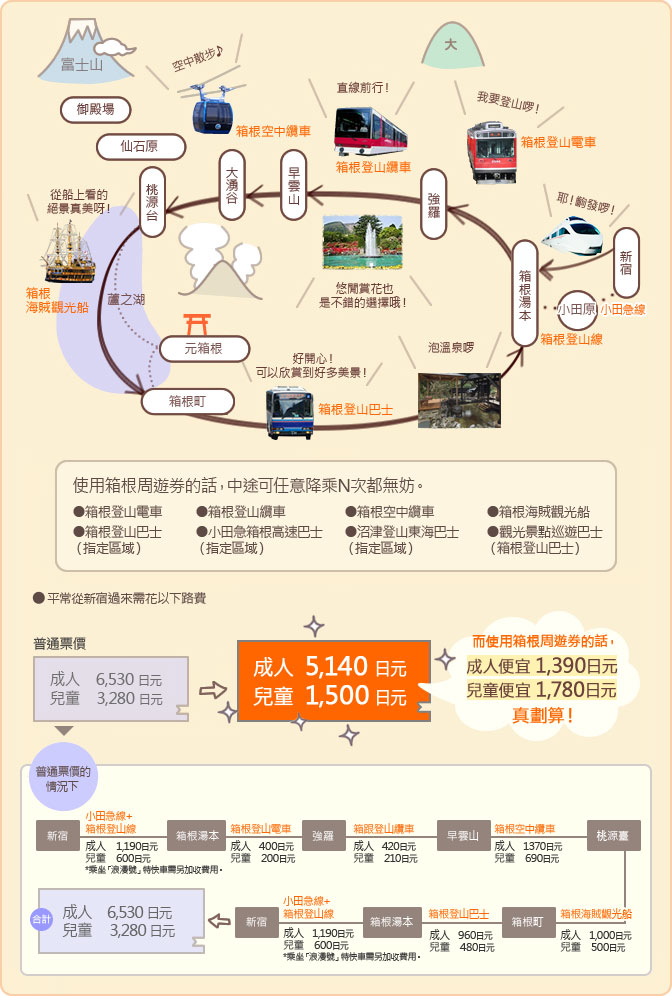 富士山
空中散步♪
大
御殿場
直線前行！
我要登山啰！
箱根空中纜車
仙石原
箱根登山電車
箱根登山纜車
桃源台
大湧谷
早雲山
強羅
從船上看的
絕景真美呀！
耶！齣發啰！
新宿
箱根湯本
箱根
海賊觀光船
蘆之湖
悠閒賞花也
是不錯的選擇哦！
小田原
小田急線
箱根登山線
元箱根
好開心！
可以欣賞到好多美景！
泡溫泉啰
箱根町
箱根登山巴士
使用箱根周遊券的話，中途可任意降乘N次都無妨。
●箱根登山電車 ●箱根登山纜車 ●箱根空中纜車 ●箱根海賊觀光船
●箱根登山巴士 ●小田急箱根高速巴士 ●沼津登山東海巴士 ●觀光景點巡遊巴士
（指定區域） （指定區域） （指定區域） （箱根登山巴士）
● 平常從新宿過來需花以下路費
普通票價
成人 6,530 日元
兒童 3,280 日元
成人 5,140 日元
兒童 1,500 日元
而使用箱根周遊券的話，
成人便宜 1,390日元
兒童便宜 1,780日元
真劃算！
普通票價的
情況下
新宿
小田急線+
箱根登山線
成人 1,190日元
兒童 600日元
*乘坐「浪漫號」特快車需另加收費用。
箱根湯本
箱根登山電車
成人 400日元
兒童 200日元
強羅
箱跟登山纜車
成人 420日元
兒童 210日元
早雲山
箱根空中纜車
成人 1370日元
兒童 690日元
桃源臺
箱根海賊觀光船
成人 1,000日元
兒童 500日元
箱根町
箱根登山巴士
成人 960日元
兒童 480日元
箱根湯本
小田急線+
箱根登山線
成人 1,190日元
兒童 600日元
*乘坐「浪漫號」特快車需另加收費用。
新宿
合計
成人 6,530 日元
兒童 3,280 日元